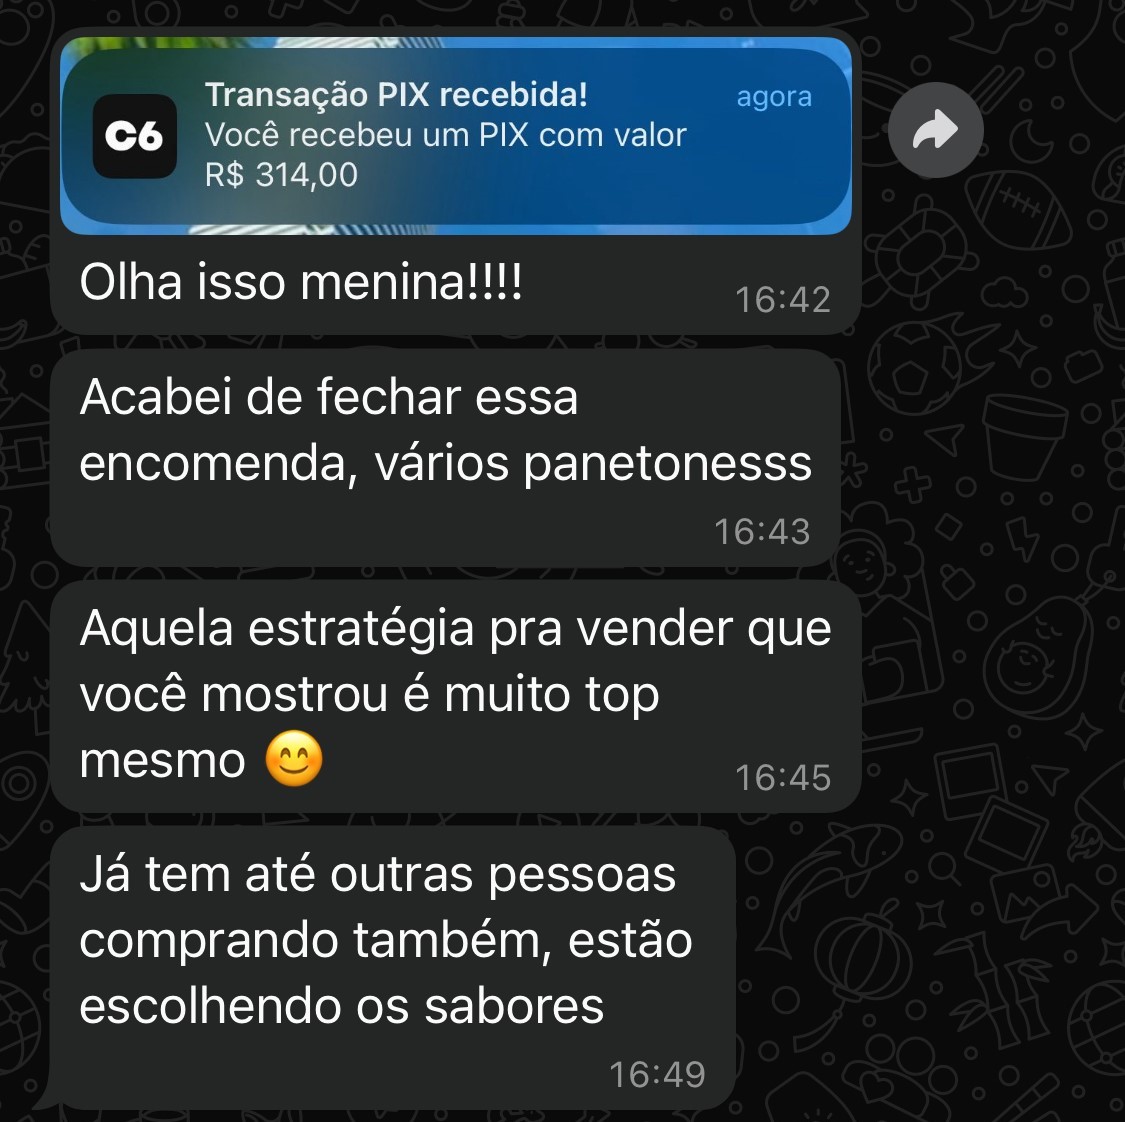 C6
Transação PIX recebida!
agora
Você recebeu um PIX com valor
R$ 314,00
Olha isso menina!!!!
16:42
Acabei de fechar essa
encomenda, vários panetonesss
16:43
Aquela estratégia pra vender que
você mostrou é muito top
mesmo 😊
16:45
Já tem até outras pessoas
comprando também, estão
escolhendo os sabores
16:49